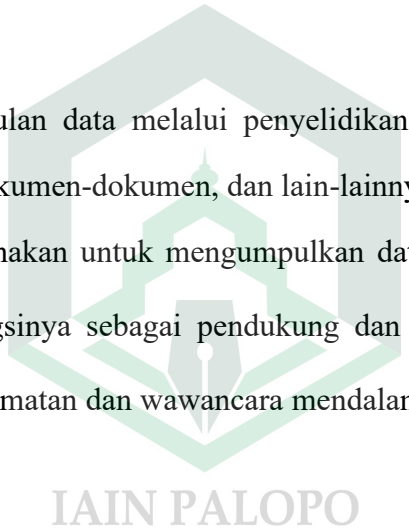 ulan data melalui penyelidikan
kumen-dokumen, dan lain-lainny
nakan untuk mengumpulkan dat
gsinya sebagai pendukung dan
matan dan wawancara mendalam
IAIN PALOPO